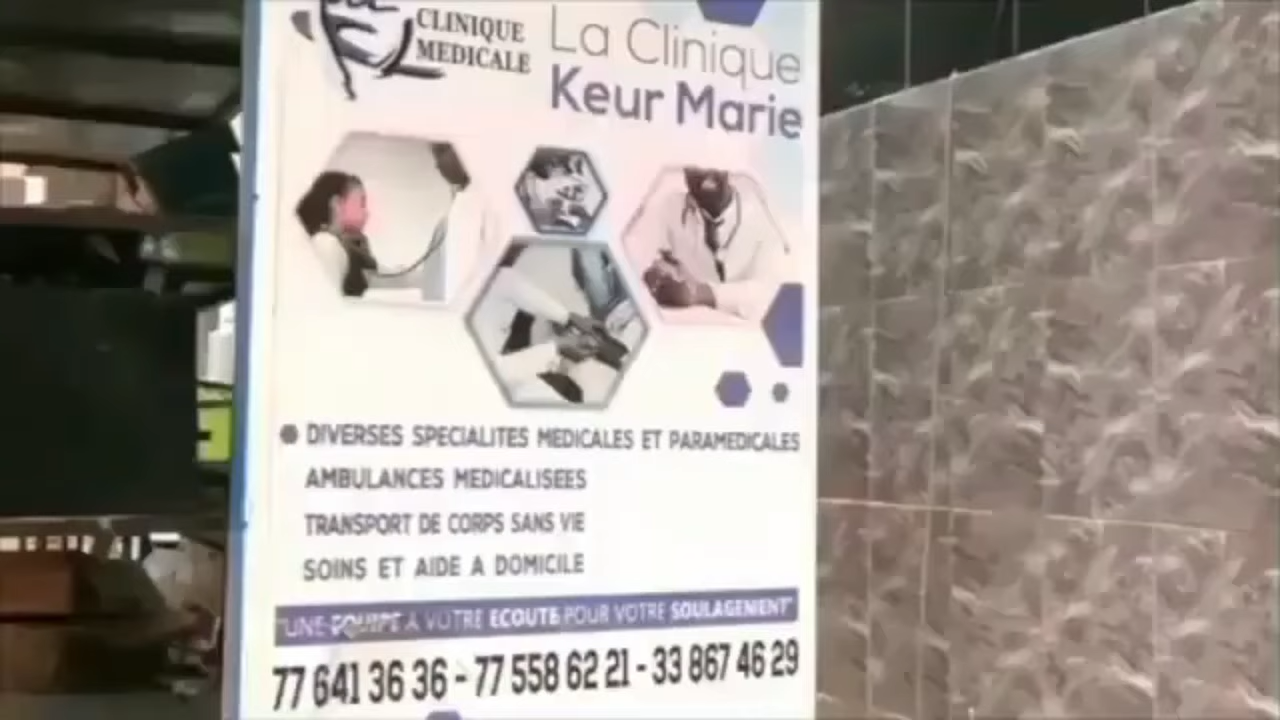 CLINIQUE
MEDICALE
La Clinique
Keur Marie
DIVERSES SPECIALITES MEDICALES ET PARAMEDICALES
AMBULANCES MEDICALISEES
TRANSPORT DE CORPS SANS VIE
SOINS ET AIDE A DOMICILE
"UNE EQUIPE A VOTRE ECOUTE POUR VOTRE SOULAGEMENT"
77 641 36 36 - 77 558 62 21 - 33 867 46 29